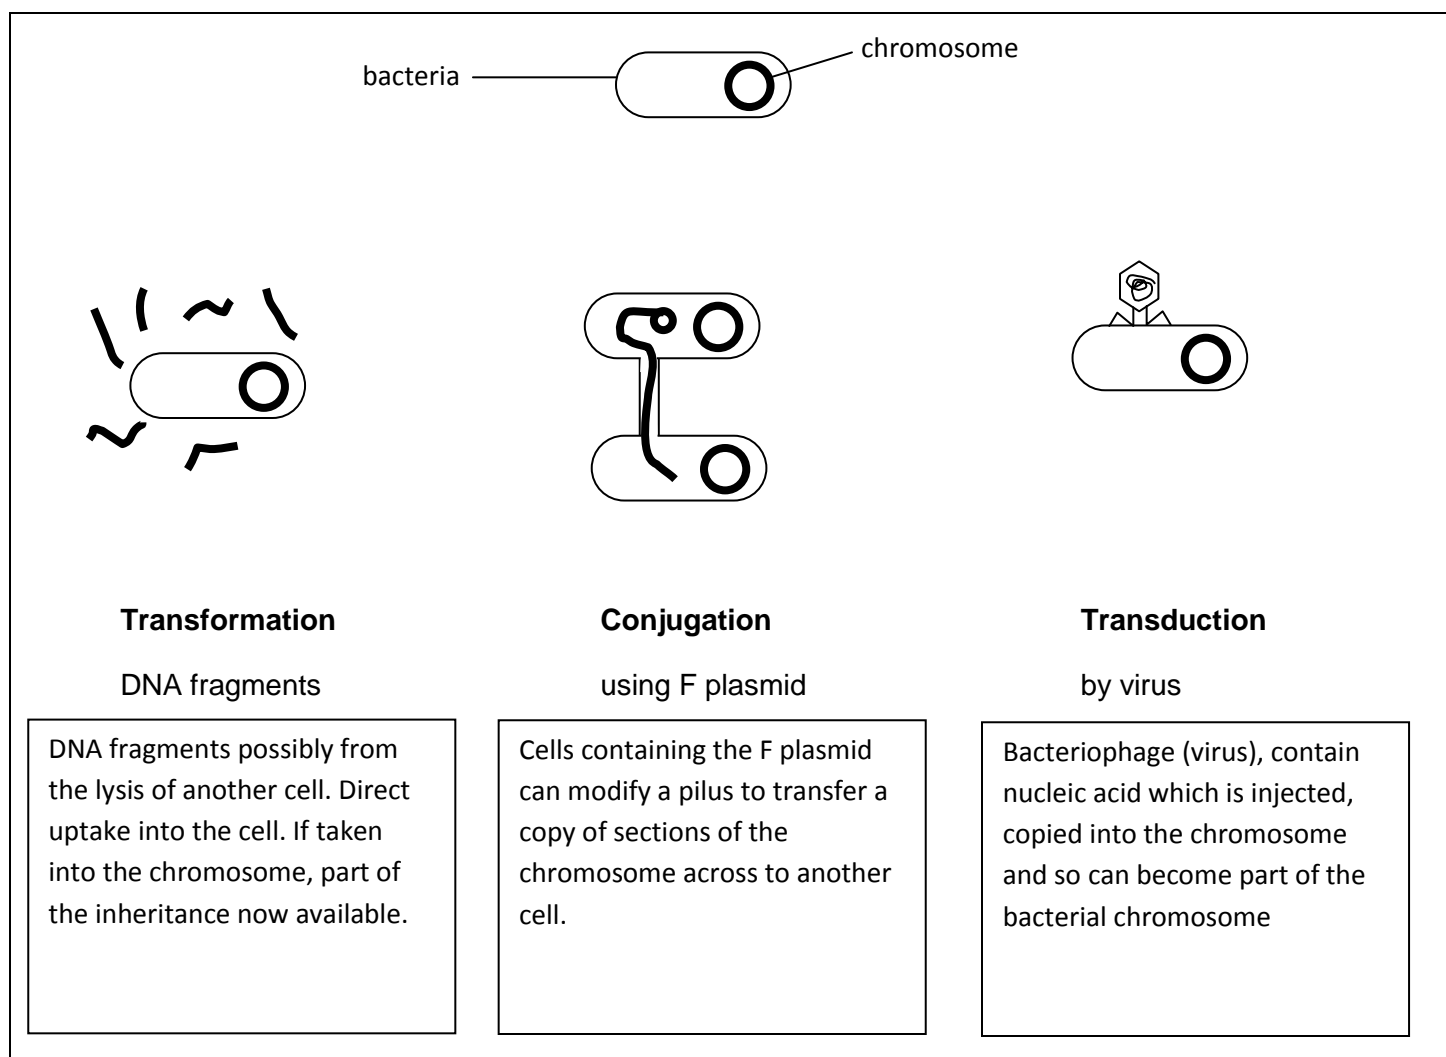 chromosome
bacteria
Transformation
DNA fragments
DNA fragments possibly from
the lysis of another cell. Direct
uptake into the cell. If taken
into the chromosome, part of
the inheritance now available.
Conjugation
using F plasmid
Cells containing the F plasmid
can modify a pilus to transfer a
copy of sections of the
chromosome across to another
cell.
Transduction
by virus
Bacteriophage (virus), contain
nucleic acid which is injected,
copied into the chromosome
and so can become part of the
bacterial chromosome